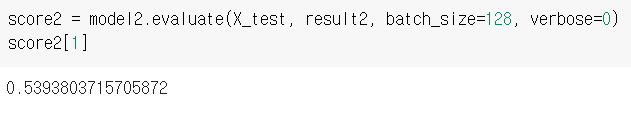 score2 = model2.evaluate(X_test, result2, batch_size=128, verbose=0)
score2[1]
0.5393803715705872